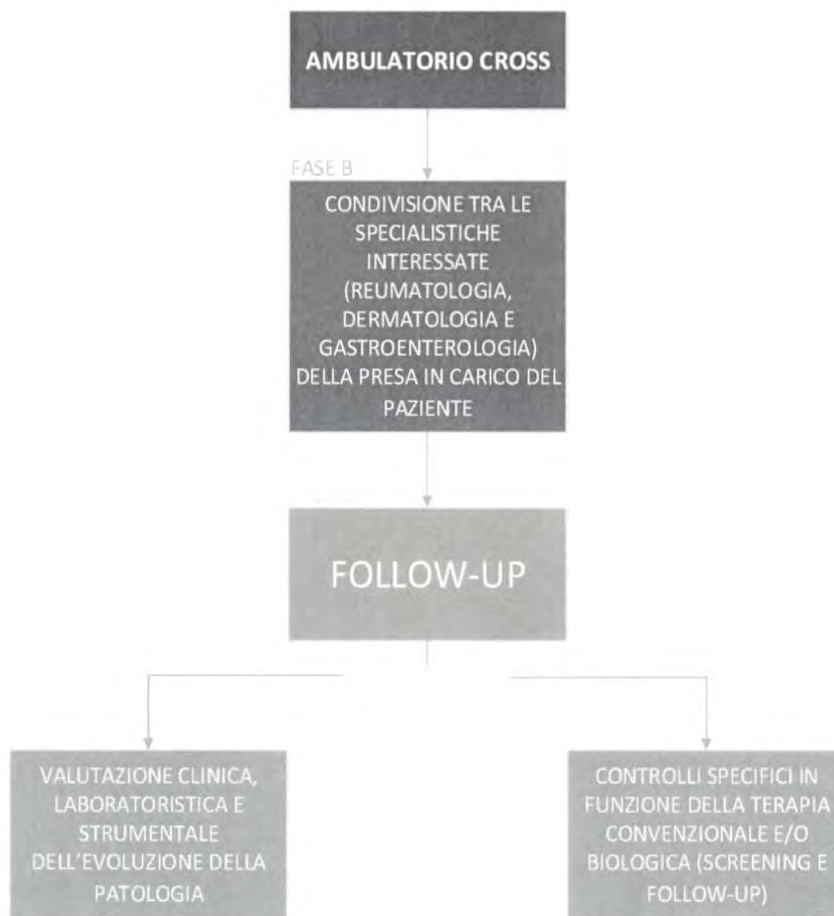 AMBULATORIO CROSS
FASE B
CONDIVISIONE TRA LE
SPECIALISTICHE
INTERESSATE
(REUMATOLOGIA,
DERMATOLOGIA E
GASTROENTEROLOGIA)
DELLA PRESA IN CARICO DEL
PAZIENTE
FOLLOW-UP
VALUTAZIONE CLINICA,
LABORATORISTICA E
STRUMENTALE
DELL'EVOLUZIONE DELLA
PATOLOGIA
CONTROLLI SPECIFICI IN
FUNZIONE DELLA TERAPIA
CONVENZIONALE E/O
BIOLOGICA (SCREENING E
FOLLOW-UP)